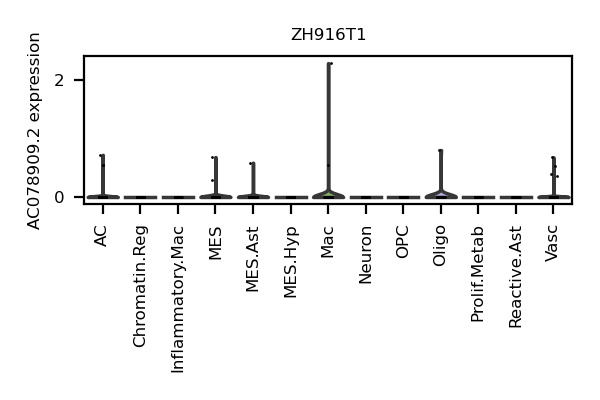 ZH916T1
AC078909.2 expression
2
0
AC
Chromatin.Reg
Inflammatory.Mac
MES
MES.Ast
MES.Hyp
Mac
Neuron
OPC
Oligo
Prolif.Metab
Reactive.Ast
Vasc